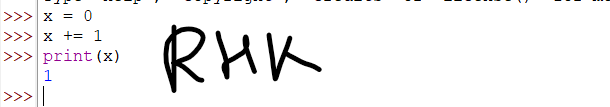 >>> x = 0
>>> x += 1
>>> print(x)
1
>>>
RHK